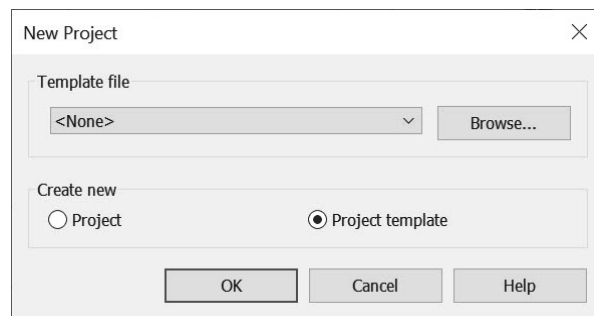 New Project
Template file
<None>
Browse...
Create new
Project
Project template
OK
Cancel
Help